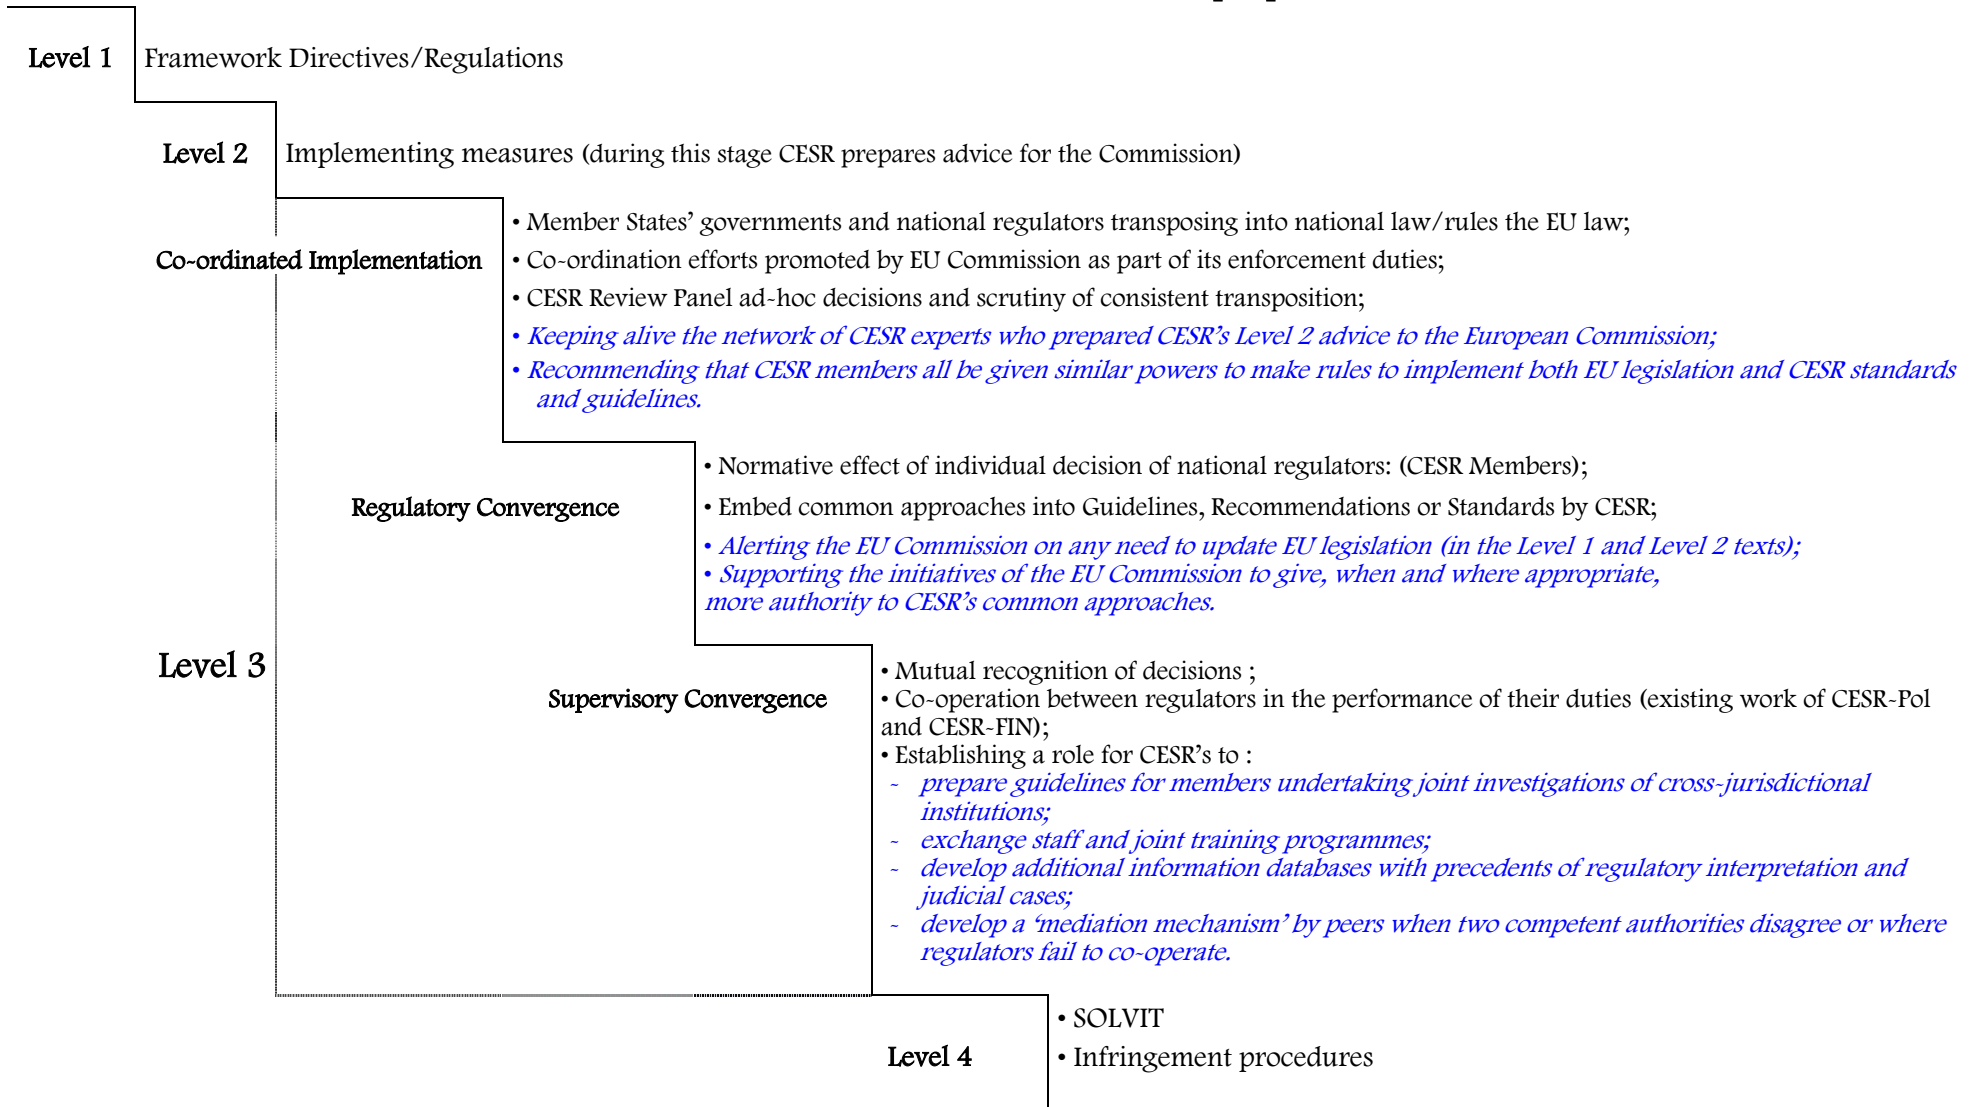 Level 1
Framework Directives/Regulations
Level 2
Implementing measures (during this stage CESR prepares advice for the Commission)
Co-ordinated Implementation
• Member States’ governments and national regulators transposing into national law/rules the EU law;
• Co-ordination efforts promoted by EU Commission as part of its enforcement duties;
• CESR Review Panel ad-hoc decisions and scrutiny of consistent transposition;
• Keeping alive the network of CESR experts who prepared CESR’s Level 2 advice to the European Commission;
• Recommending that CESR members all be given similar powers to make rules to implement both EU legislation and CESR standards
and guidelines.
Regulatory Convergence
• Normative effect of individual decision of national regulators: (CESR Members);
• Embed common approaches into Guidelines, Recommendations or Standards by CESR;
• Alerting the EU Commission on any need to update EU legislation (in the Level 1 and Level 2 texts);
• Supporting the initiatives of the EU Commission to give, when and where appropriate,
more authority to CESR’s common approaches.
Level 3
Supervisory Convergence
• Mutual recognition of decisions ;
• Co-operation between regulators in the performance of their duties (existing work of CESR-Pol
and CESR-FIN);
• Establishing a role for CESR’s to :
- prepare guidelines for members undertaking joint investigations of cross-jurisdictional
institutions;
- exchange staff and joint training programmes;
- develop additional information databases with precedents of regulatory interpretation and
judicial cases;
- develop a ‘mediation mechanism’ by peers when two competent authorities disagree or where
regulators fail to co-operate.
Level 4
• SOLVIT
• Infringement procedures